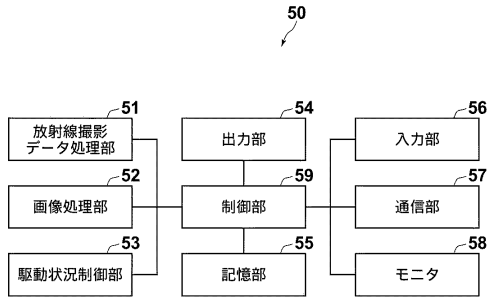 50
51
放射線撮影
データ処理部
54
出力部
56
入力部
52
画像処理部
59
制御部
57
通信部
53
駆動状況制御部
55
記憶部
58
モニタ